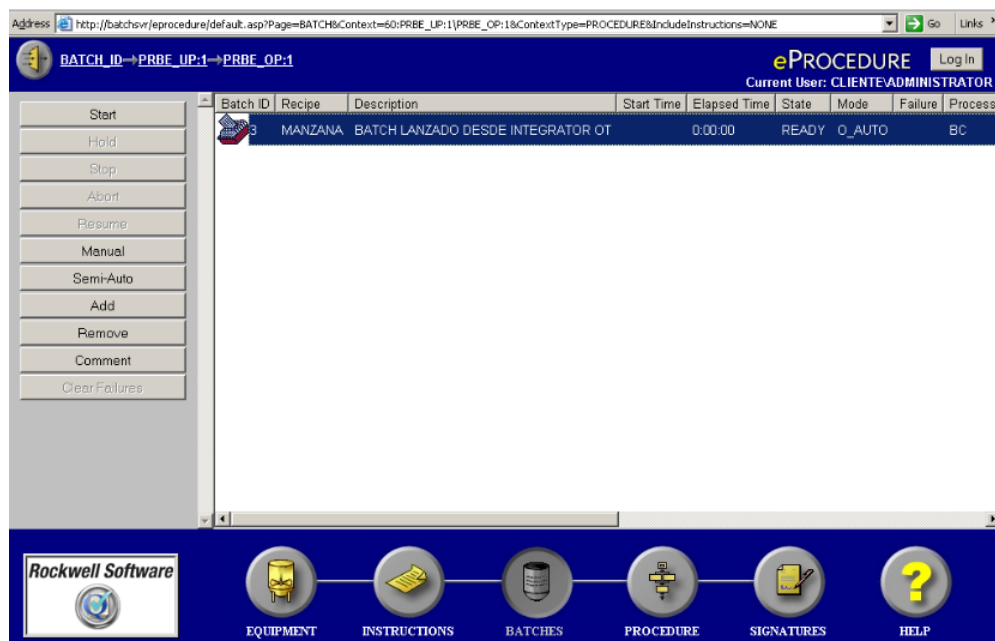 Address http://batchsvr/eprocedure/default.asp?Page=BATCH&Context=60:PRBE_UP:1\PRBE_OP:1&ContextType=PROCEDURE&IncludeInstructions=NONE Go Links
BATCH_ID→PRBE_UP:1→PRBE_OP:1
ePROCEDURE Log In
Current User: CLIENTE\ADMINISTRATOR
Start
Hold
Stop
Abort
Resume
Manual
Semi-Auto
Add
Remove
Comment
Clear Failures
Batch ID Recipe Description Start Time Elapsed Time State Mode Failure Process
3 MANZANA BATCH LANZADO DESDE INTEGRATOR OT 0:00:00 READY O_AUTO BC
Rockwell Software
EQUIPMENT INSTRUCTIONS BATCHES PROCEDURE SIGNATURES HELP